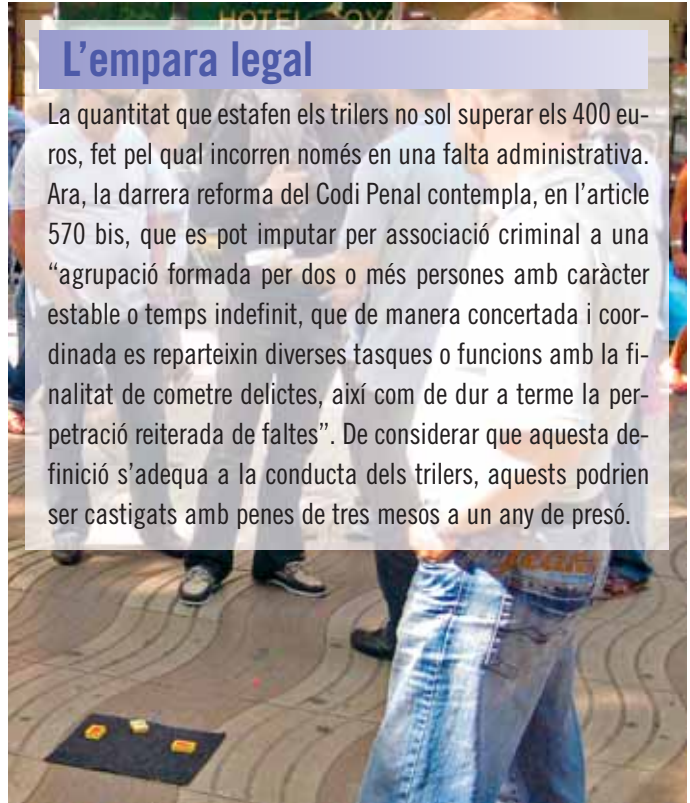 HOTEL
L'empara legal
La quantitat que estafen els trilers no sol superar els 400 eu-
ros, fet pel qual incorren només en una falta administrativa.
Ara, la darrera reforma del Codi Penal contempla, en l'article
570 bis, que es pot imputar per associació criminal a una
“agrupació formada per dos o més persones amb caràcter
estable o temps indefinit, que de manera concertada i coor-
dinada es reparteixin diverses tasques o funcions amb la fi-
nalitat de cometre delictes, així com de dur a terme la per-
petració reiterada de faltes”. De considerar que aquesta de-
finició s'adequa a la conducta dels trilers, aquests podrien
ser castigats amb penes de tres mesos a un any de presó.